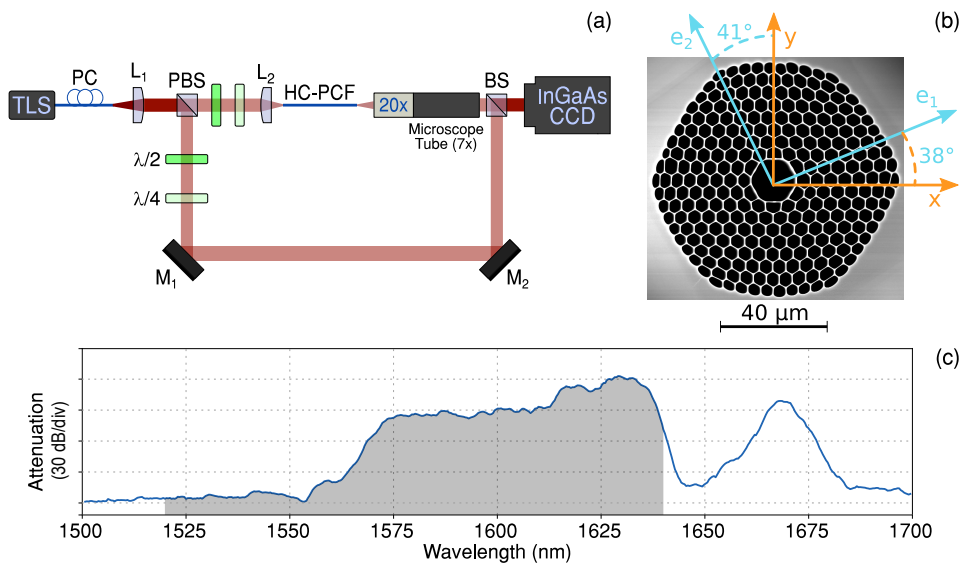 (a)
TLS
PC
L₁
PBS
L₂
HC-PCF
20x
Microscope
Tube (7x)
BS
InGaAs
CCD
λ/2
λ/4
M₁
M₂
(b)
e₂
41°
y
e₁
38°
x
40 µm
(c)
Attenuation
(30 dB/div)
1500
1525
1550
1575
1600
1625
1650
1675
1700
Wavelength (nm)